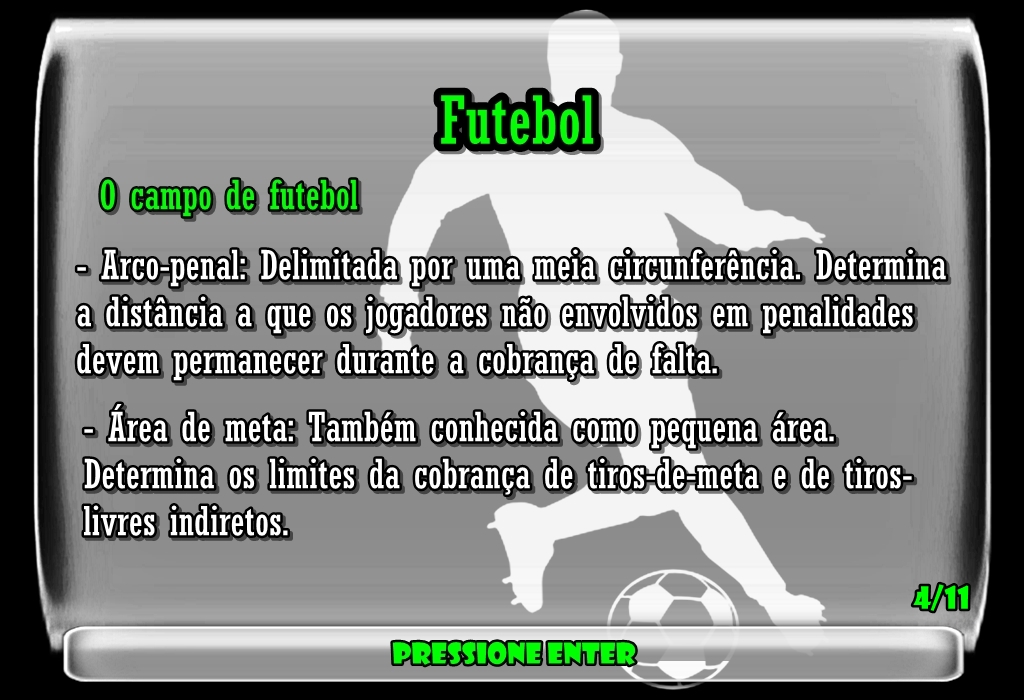 Futebol
O campo de futebol
- Arco-penal: Delimitada por uma meia circunferência. Determina
a distância a que os jogadores não envolvidos em penalidades
devem permanecer durante a cobrança de falta.
- Área de meta: Também conhecida como pequena área.
Determina os limites da cobrança de tiros-de-meta e de tiros-
livres indiretos.
4/11
PRESSIONE ENTER